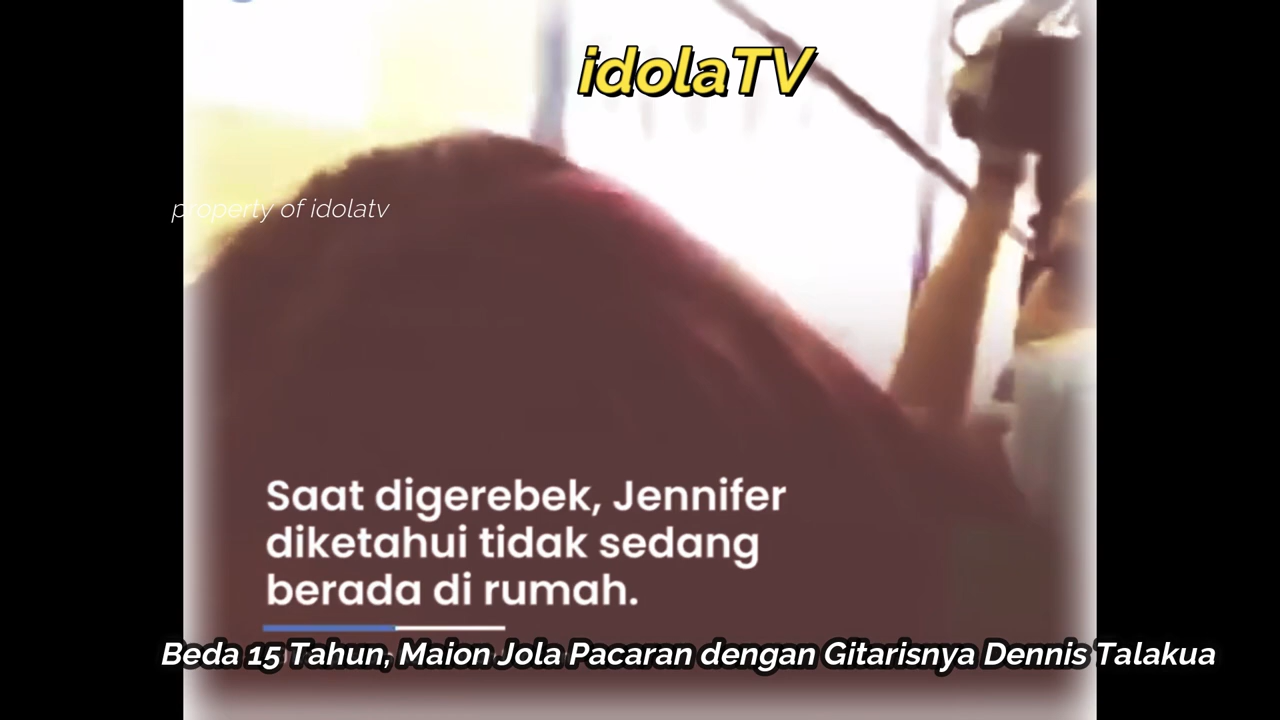 idolaTV
property of idolatv
Saat digerebek, Jennifer
diketahui tidak sedang
berada di rumah.
Beda 15 Tahun, Maion Jola Pacaran dengan Gitarisnya Dennis Talakua